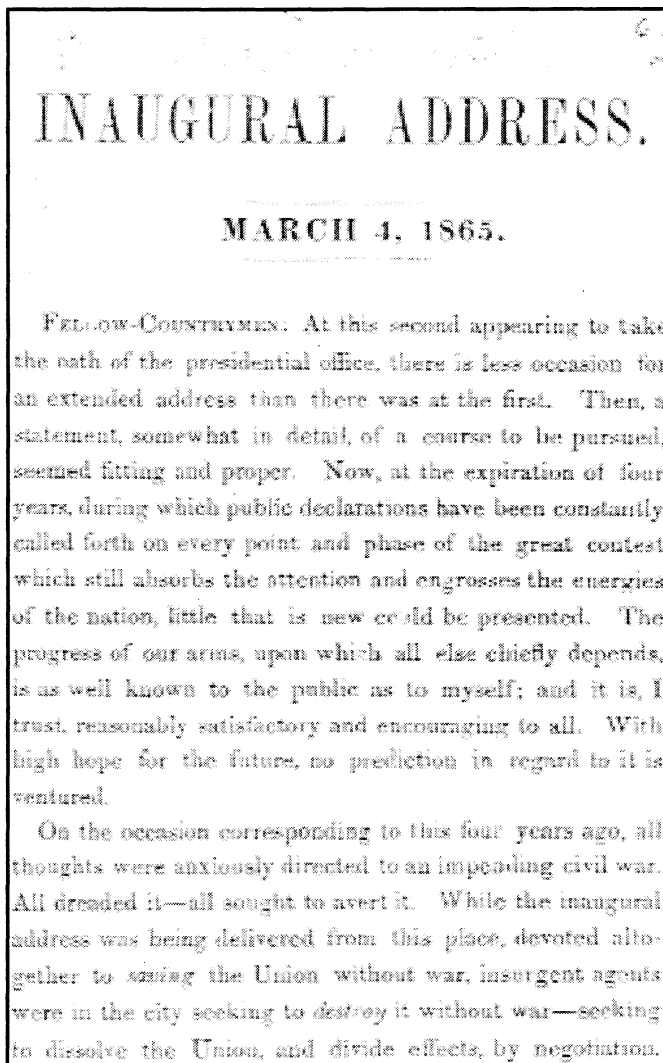 INAUGURAL ADDRESS.
MARCH 4, 1865.
FELLOW-COUNTRYMEN: At this second appearing to take
the oath of the presidential office, there is less occasion for
an extended address than there was at the first. Then, a
statement, somewhat in detail, of a course to be pursued,
seemed fitting and proper. Now, at the expiration of four
years, during which public declarations have been constantly
called forth on every point and phase of the great contest
which still absorbs the attention and engrosses the energies
of the nation, little that is new could be presented. The
progress of our arms, upon which all else chiefly depends,
is as well known to the public as to myself; and it is, I
trust, reasonably satisfactory and encouraging to all. With
high hope for the future, no prediction in regard to it is
ventured.
On the occasion corresponding to this four years ago, all
thoughts were anxiously directed to an impending civil war.
All dreaded it—all sought to avert it. While the inaugural
address was being delivered from this place, devoted alto-
gether to saving the Union without war, insurgent agents
were in the city seeking to destroy it without war—seeking
to dissolve the Union, and divide effects, by negotiation.